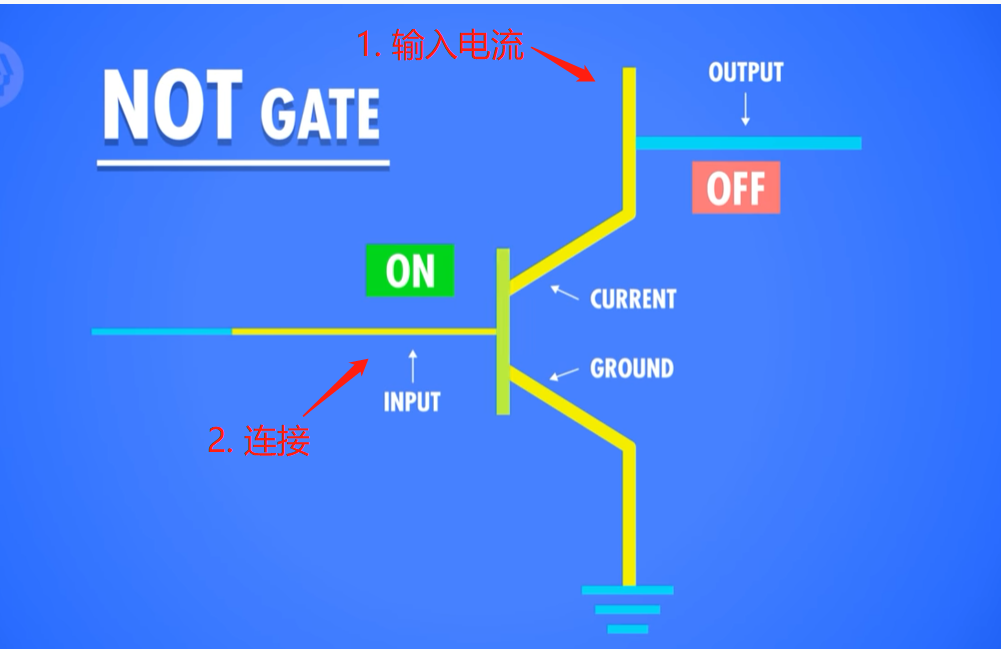 1. 输入电流
OUTPUT
NOT GATE
OFF
ON
CURRENT
GROUND
INPUT
2. 连接